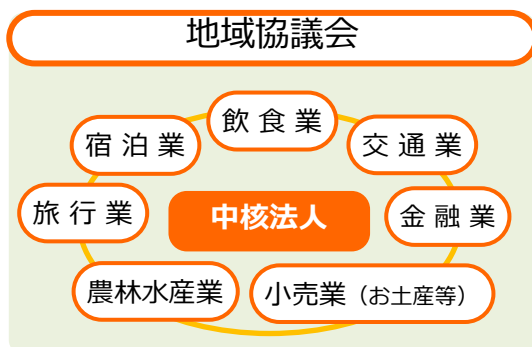 地域協議会
飲食業
宿泊業
交通業
旅行業
中核法人
金融業
農林水産業
小売業（お土産等）